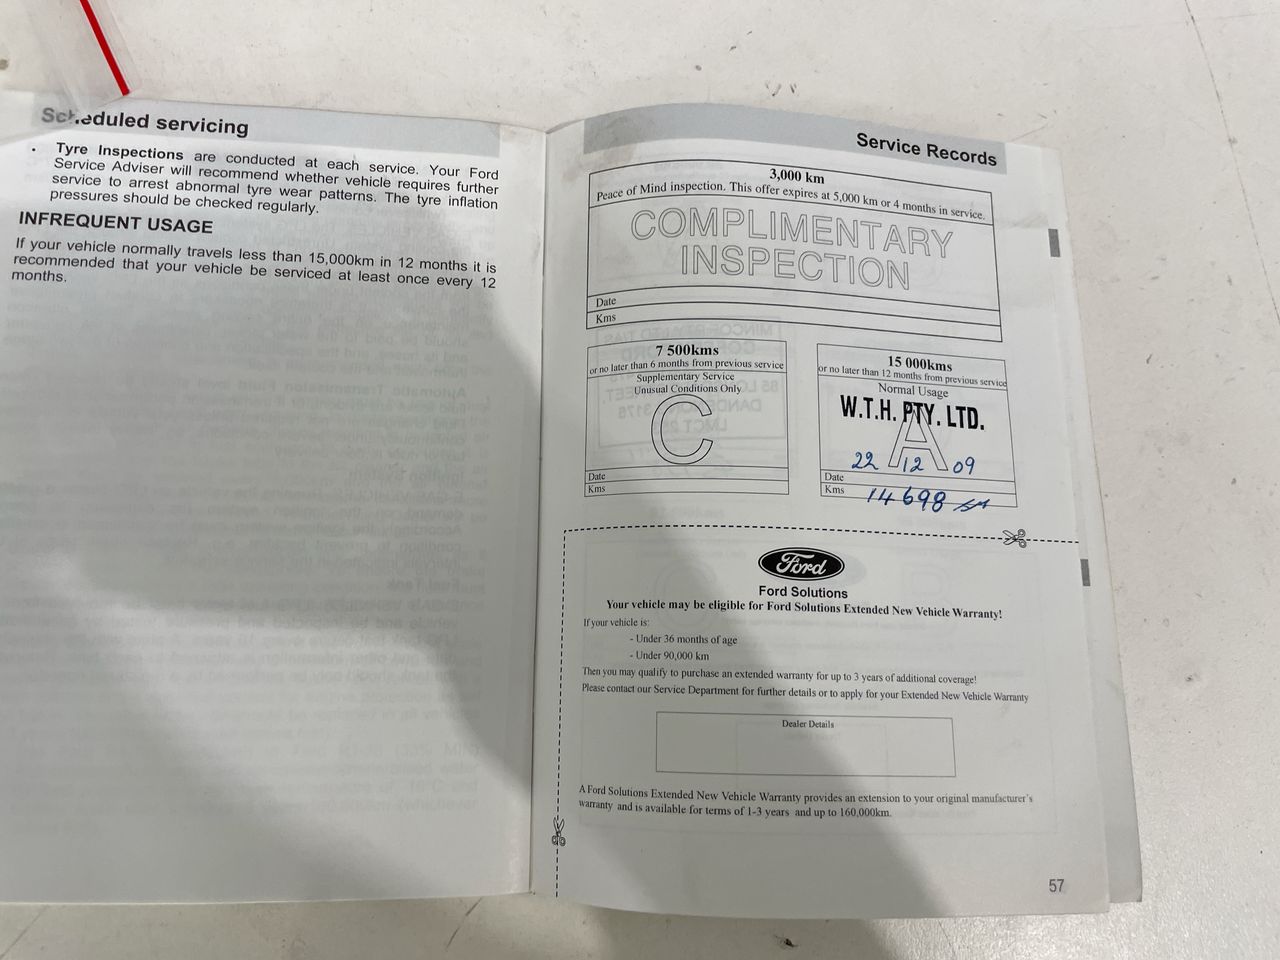 Scheduled servicing
• Tyre Inspections are conducted at each service. Your Ford
Service Adviser will recommend whether vehicle requires further
service to arrest abnormal tyre wear patterns. The tyre inflation
pressures should be checked regularly.
INFREQUENT USAGE
If your vehicle normally travels less than 15,000km in 12 months it is
recommended that your vehicle be serviced at least once every 12
months.
Service Records
3,000 km
Peace of Mind inspection. This offer expires at 5,000 km or 4 months in service.
COMPLIMENTARY
INSPECTION
Date
Kms
7 500kms
or no later than 6 months from previous service
Supplementary Service
Unusual Conditions Only
C
Date
Kms
15 000kms
or no later than 12 months from previous service
Normal Usage
W.T.H. PTY. LTD.
A
22 12 09
Date
Kms 14698
Ford
Ford Solutions
Your vehicle may be eligible for Ford Solutions Extended New Vehicle Warranty!
If your vehicle is:
- Under 36 months of age
- Under 90,000 km
Then you may qualify to purchase an extended warranty for up to 3 years of additional coverage!
Please contact our Service Department for further details or to apply for your Extended New Vehicle Warranty
Dealer Details
A Ford Solutions Extended New Vehicle Warranty provides an extension to your original manufacturer's
warranty and is available for terms of 1-3 years and up to 160,000km.
57